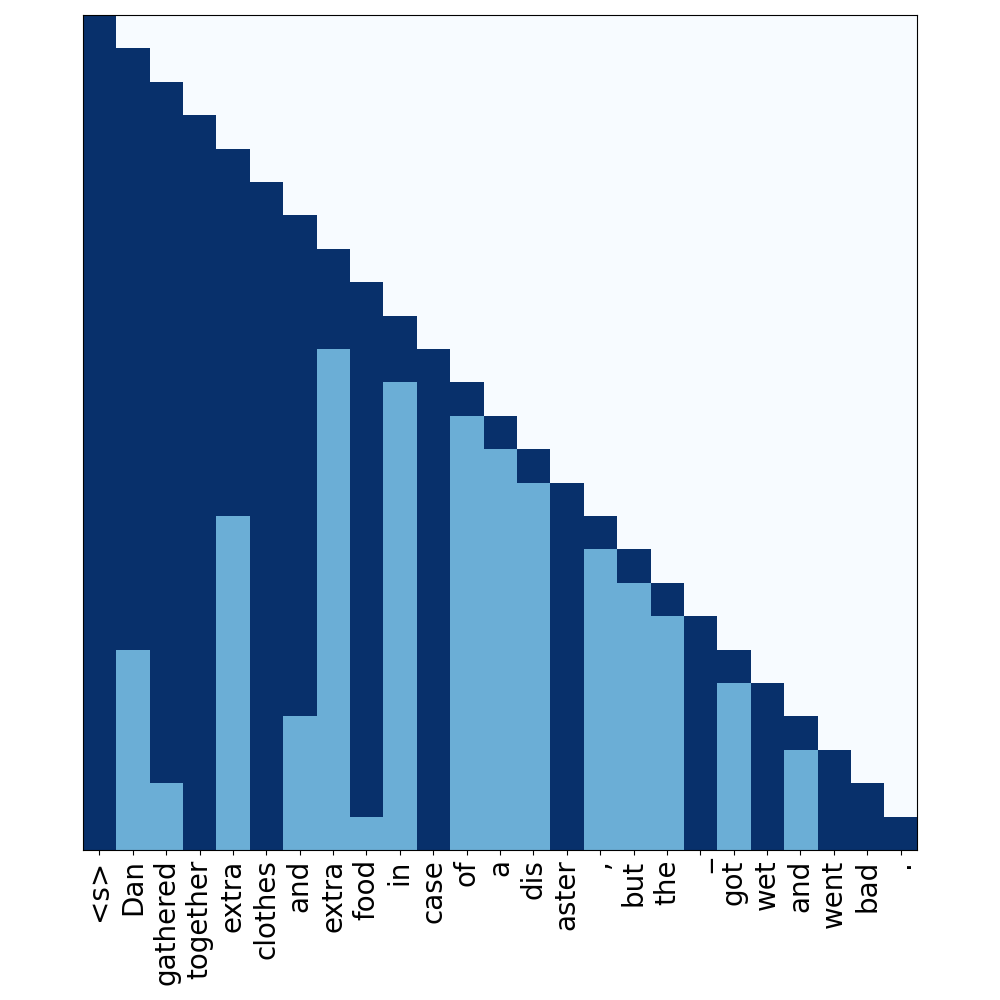 <s>
Dan
gathered
together
extra
clothes
and
extra
food
in
case
of
a
dis
aster
,
but
the
_
got
wet
and
went
bad
.